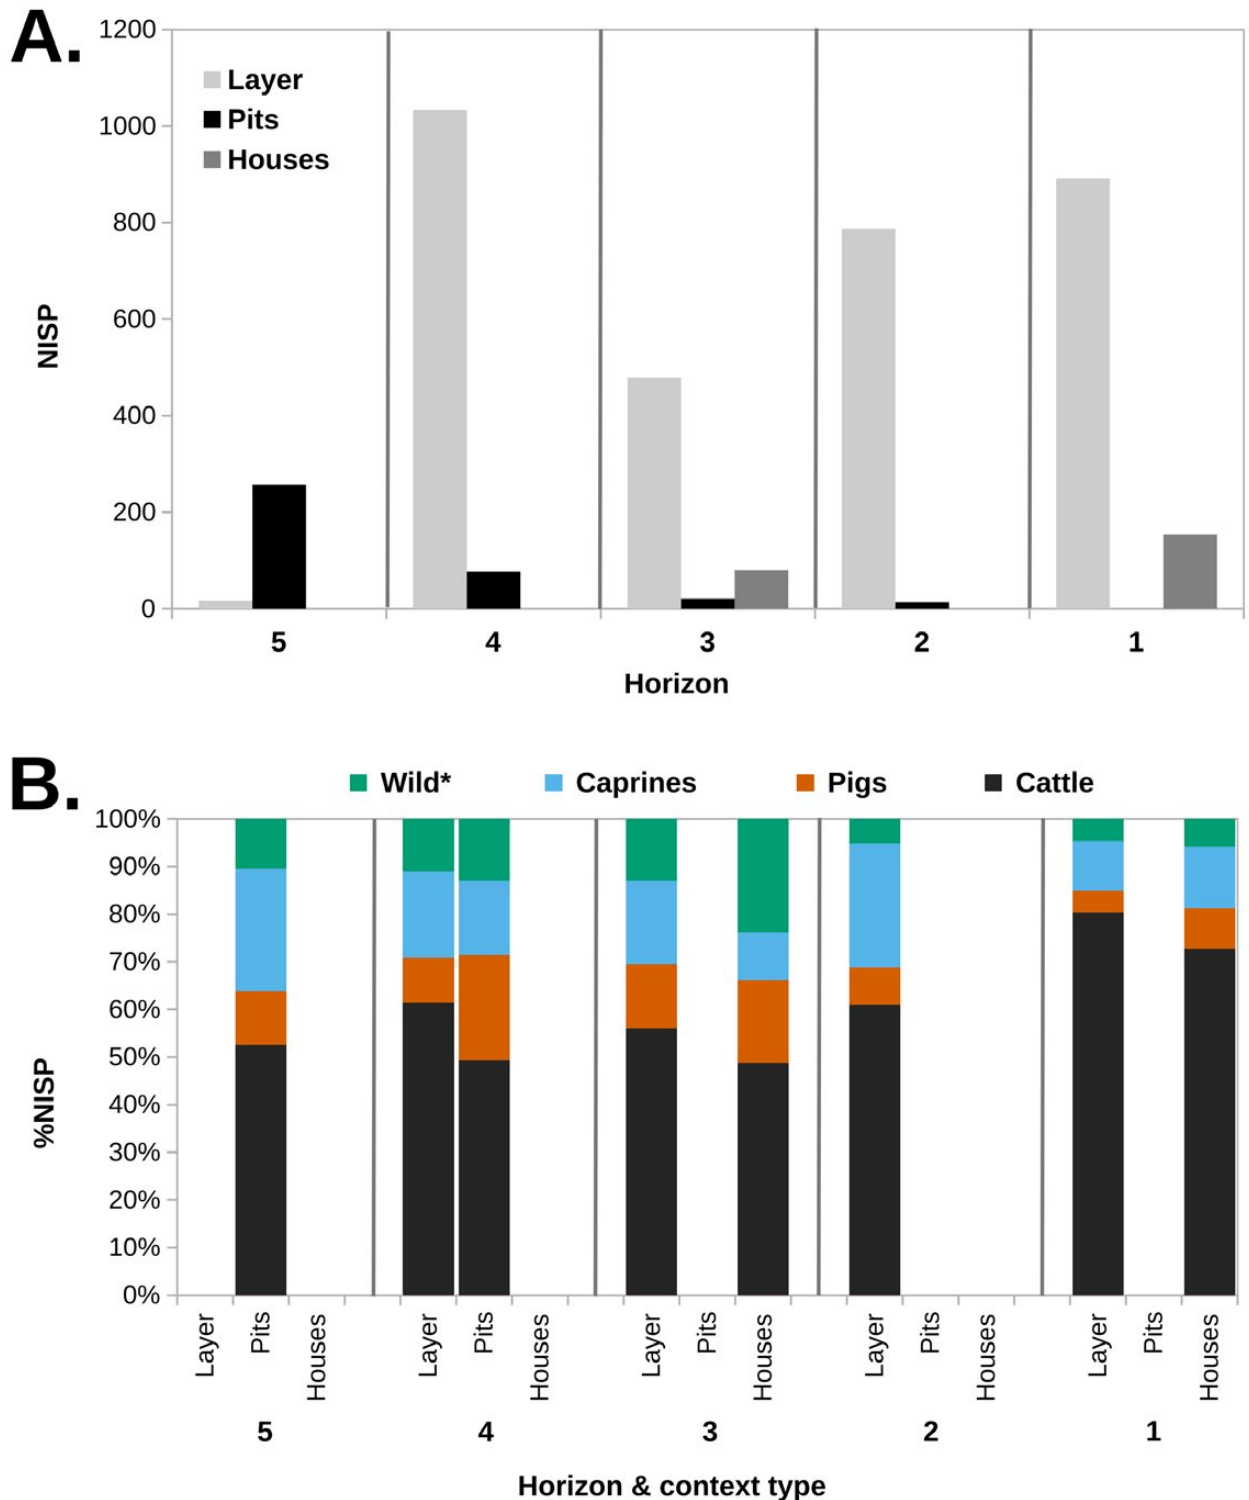 A.
1200
1000
800
600
400
200
0
NISP
Layer
Pits
Houses
5 4 3 2 1
Horizon
B.
Wild* Caprines Pigs Cattle
100%
90%
80%
70%
60%
50%
40%
30%
20%
10%
0%
%NISP
Layer Pits Houses Layer Pits Houses Layer Pits Houses Layer Pits Houses Layer Pits Houses
5 4 3 2 1
Horizon & context type